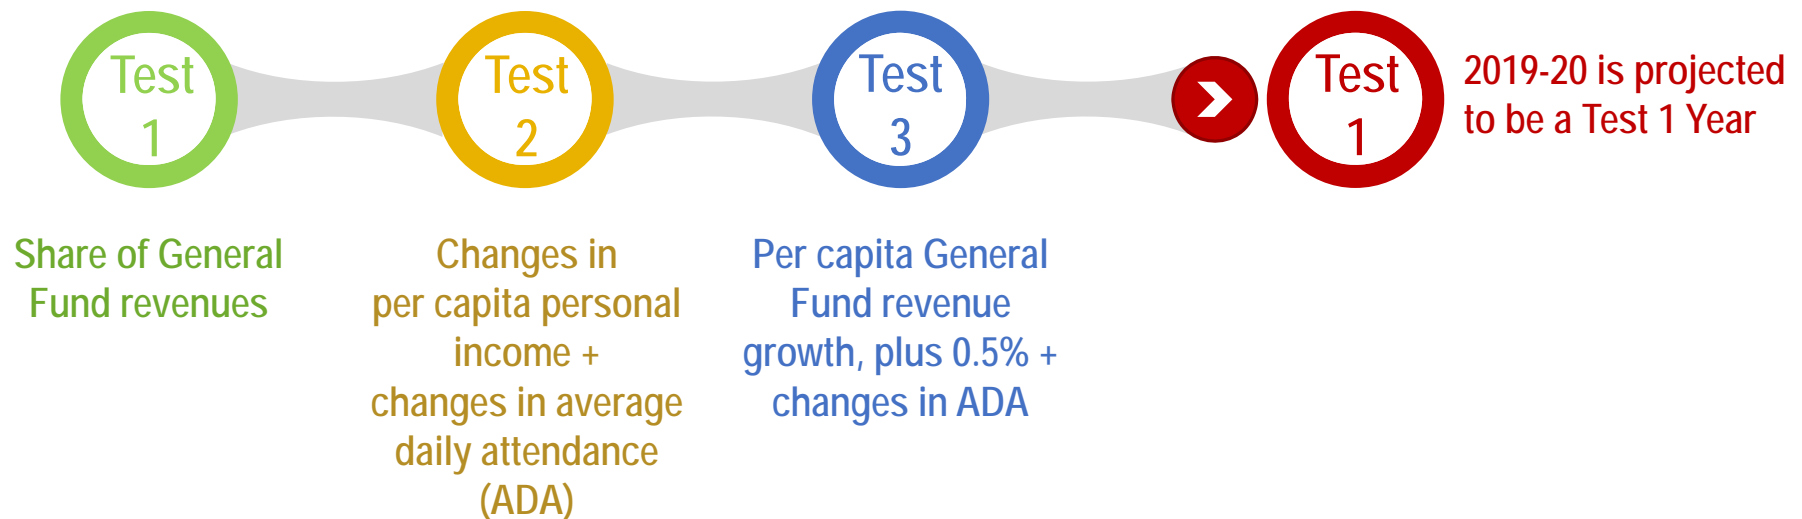 Test
1
Test
2
Test
3
Test
1
2019-20 is projected
to be a Test 1 Year
Share of General
Fund revenues
Changes in
per capita personal
income +
changes in average
daily attendance
(ADA)
Per capita General
Fund revenue
growth, plus 0.5% +
changes in ADA